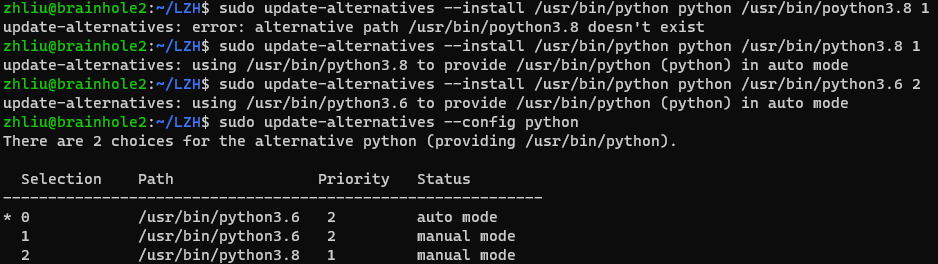 zhliu@brainhole2:~/LZH$ sudo update-alternatives --install /usr/bin/python python /usr/bin/poython3.8 1
update-alternatives: error: alternative path /usr/bin/poython3.8 doesn't exist
zhliu@brainhole2:~/LZH$ sudo update-alternatives --install /usr/bin/python python /usr/bin/python3.8 1
update-alternatives: using /usr/bin/python3.8 to provide /usr/bin/python (python) in auto mode
zhliu@brainhole2:~/LZH$ sudo update-alternatives --install /usr/bin/python python /usr/bin/python3.6 2
update-alternatives: using /usr/bin/python3.6 to provide /usr/bin/python (python) in auto mode
zhliu@brainhole2:~/LZH$ sudo update-alternatives --config python
There are 2 choices for the alternative python (providing /usr/bin/python).

  Selection    Path                Priority   Status
------------------------------------------------------------
* 0            /usr/bin/python3.6   2         auto mode
  1            /usr/bin/python3.6   2         manual mode
  2            /usr/bin/python3.8   1         manual mode